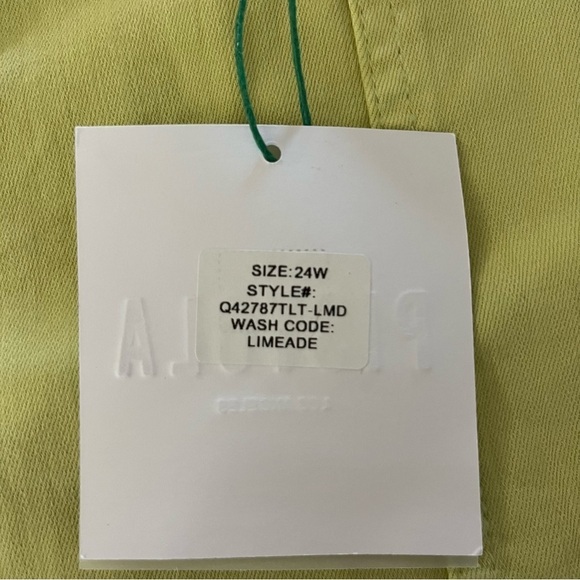 SIZE:24W
STYLE#:
Q42787TLT-LMD
WASH CODE:
LIMEADE